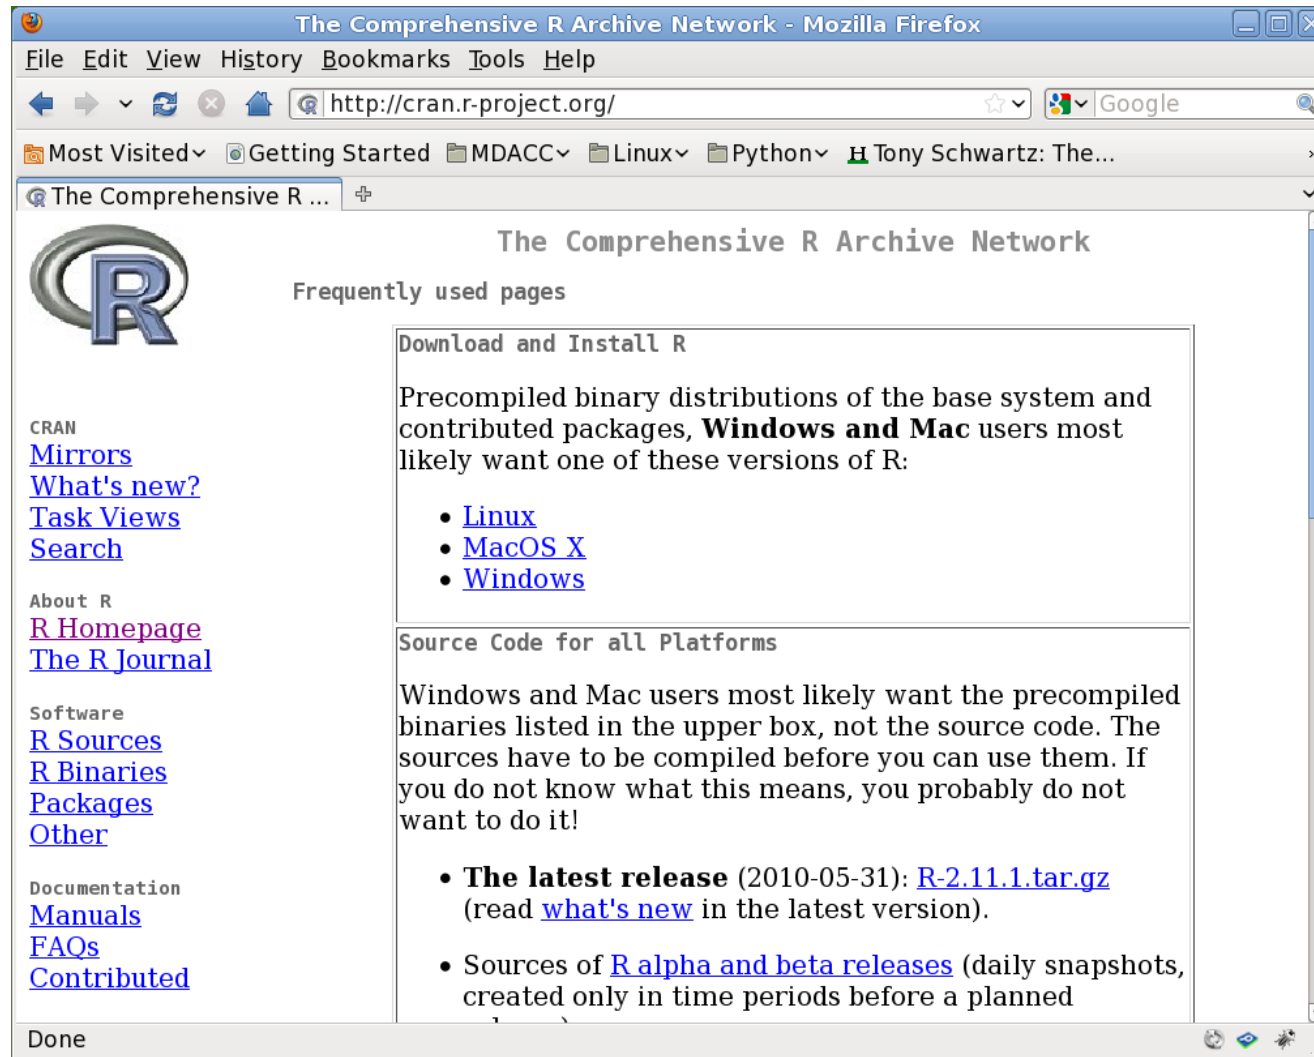 The Comprehensive R Archive Network - Mozilla Firefox
File Edit View History Bookmarks Tools Help
http://cran.r-project.org/
Google
Most Visited Getting Started MDACC Linux Python H Tony Schwartz: The...
The Comprehensive R ...
R
The Comprehensive R Archive Network
Frequently used pages
CRAN
Mirrors
What's new?
Task Views
Search
About R
R Homepage
The R Journal
Software
R Sources
R Binaries
Packages
Other
Documentation
Manuals
FAQs
Contributed
Download and Install R
Precompiled binary distributions of the base system and
contributed packages, Windows and Mac users most
likely want one of these versions of R:
• Linux
• MacOS X
• Windows
Source Code for all Platforms
Windows and Mac users most likely want the precompiled
binaries listed in the upper box, not the source code. The
sources have to be compiled before you can use them. If
you do not know what this means, you probably do not
want to do it!
• The latest release (2010-05-31): R-2.11.1.tar.gz
(read what's new in the latest version).
• Sources of R alpha and beta releases (daily snapshots,
created only in time periods before a planned
Done